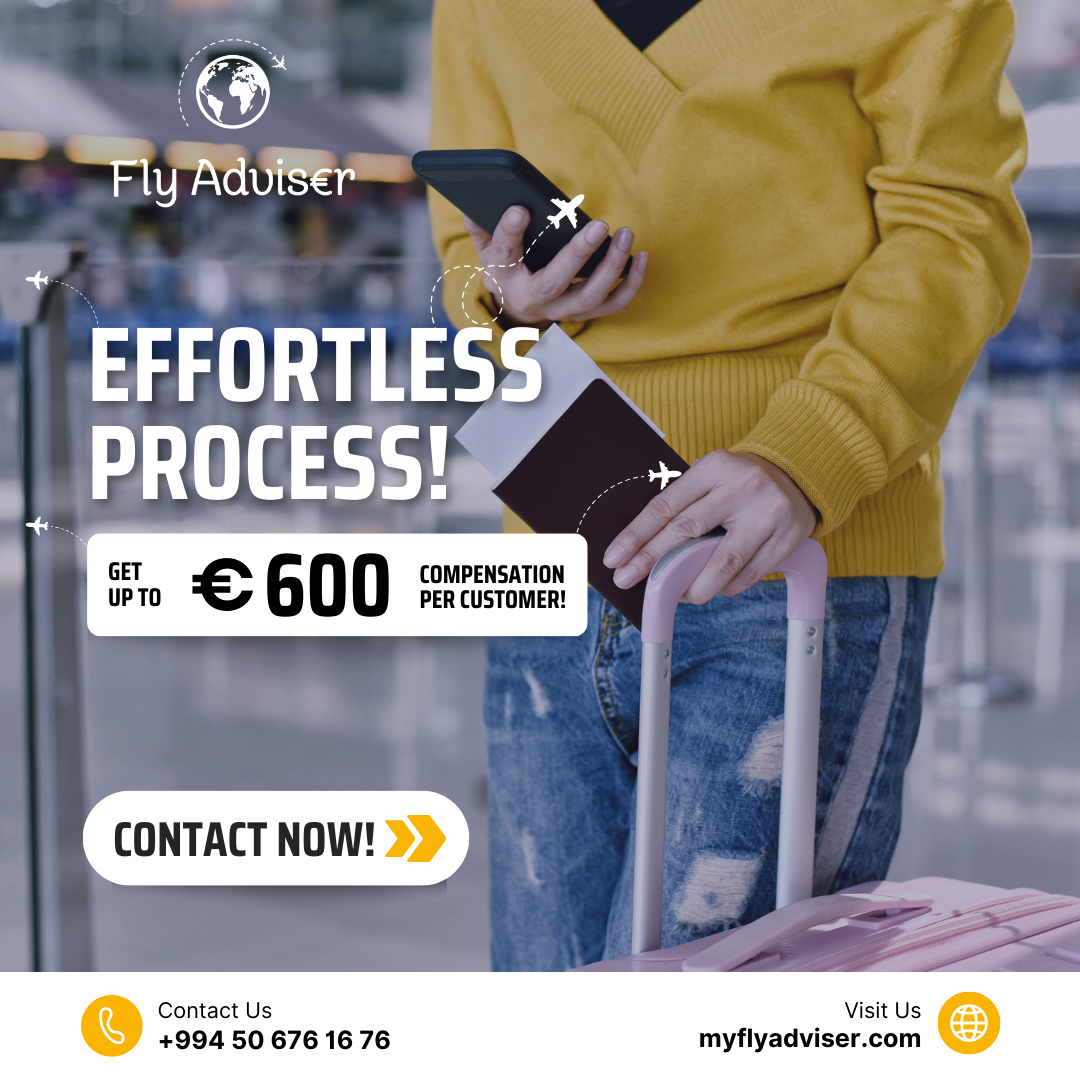 Fly Advis€r
EFFORTLESS
PROCESS!
GET
UP TO
€ 600
COMPENSATION
PER CUSTOMER!
CONTACT NOW!
Contact Us
+994 50 676 16 76
Visit Us
myflyadviser.com